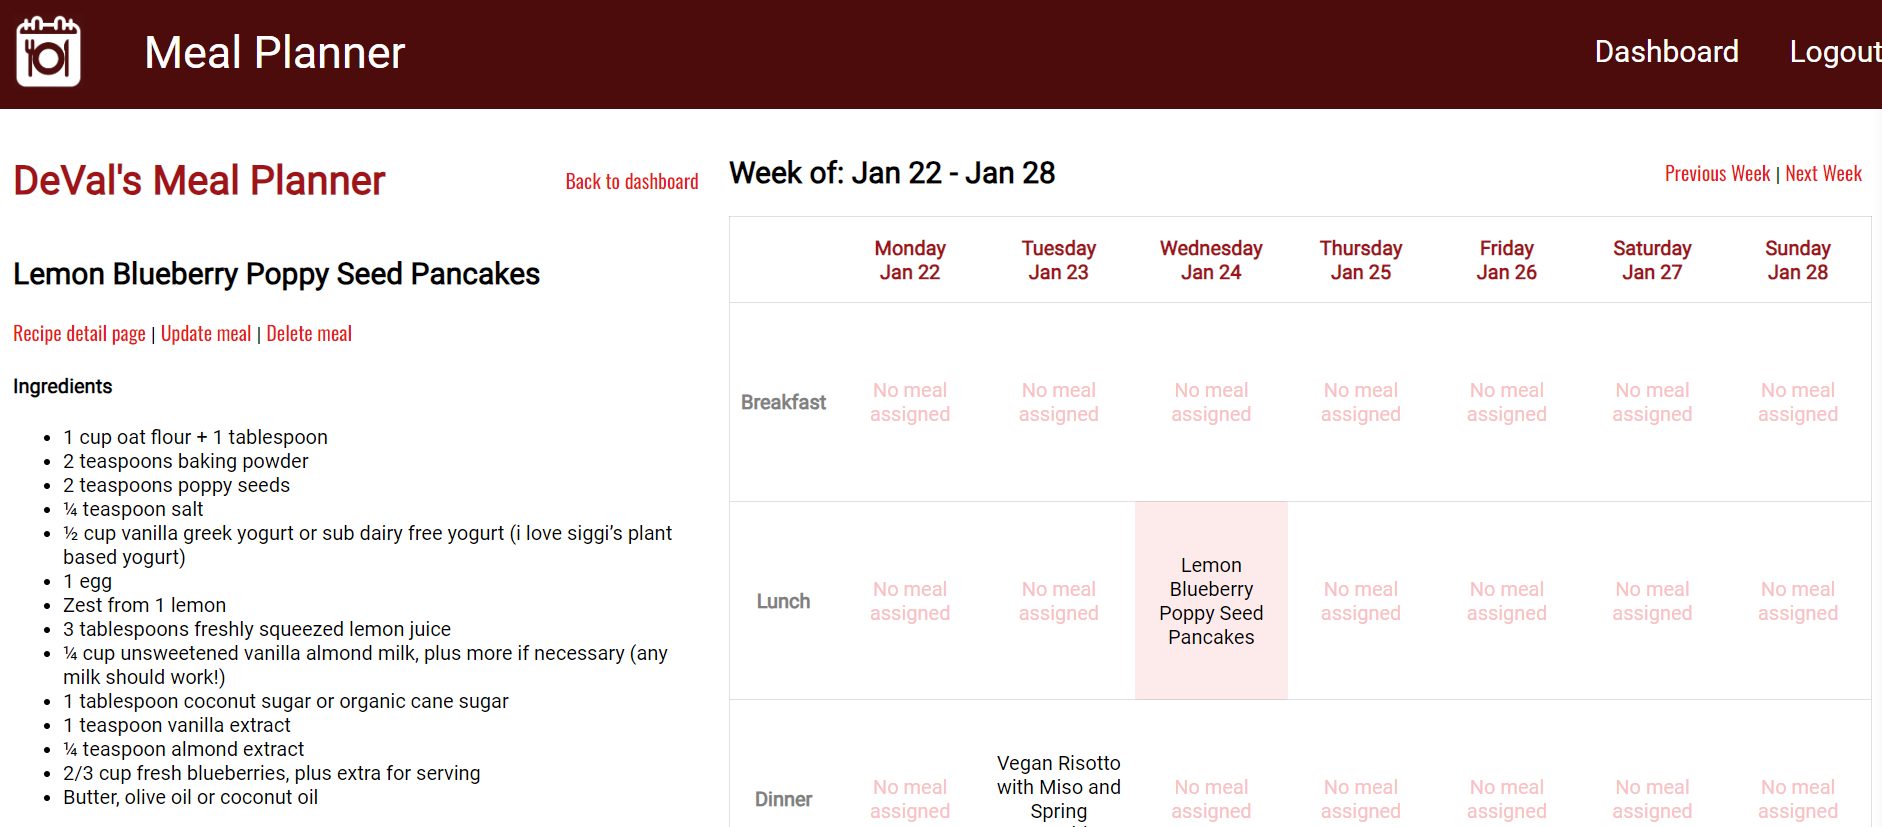 Meal Planner
Dashboard
Logout
DeVal's Meal Planner
Back to dashboard
Lemon Blueberry Poppy Seed Pancakes
Recipe detail page | Update meal | Delete meal
Ingredients
1 cup oat flour + 1 tablespoon
2 teaspoons baking powder
2 teaspoons poppy seeds
¼ teaspoon salt
½ cup vanilla greek yogurt or sub dairy free yogurt (i love siggi’s plant
based yogurt)
1 egg
Zest from 1 lemon
3 tablespoons freshly squeezed lemon juice
¼ cup unsweetened vanilla almond milk, plus more if necessary (any
milk should work!)
1 tablespoon coconut sugar or organic cane sugar
1 teaspoon vanilla extract
¼ teaspoon almond extract
2/3 cup fresh blueberries, plus extra for serving
Butter, olive oil or coconut oil
Week of: Jan 22 - Jan 28
Previous Week | Next Week
Monday Tuesday Wednesday Thursday Friday Saturday Sunday
Jan 22 Jan 23 Jan 24 Jan 25 Jan 26 Jan 27 Jan 28
Breakfast
No meal No meal No meal No meal No meal No meal No meal
assigned assigned assigned assigned assigned assigned assigned
Lunch
No meal
assigned
No meal
assigned
Lemon
Blueberry
Poppy Seed
Pancakes
No meal
assigned
No meal
assigned
No meal
assigned
No meal
assigned
Dinner
No meal
assigned
Vegan Risotto
with Miso and
Spring
No meal
assigned
No meal
assigned
No meal
assigned
No meal
assigned
No meal
assigned